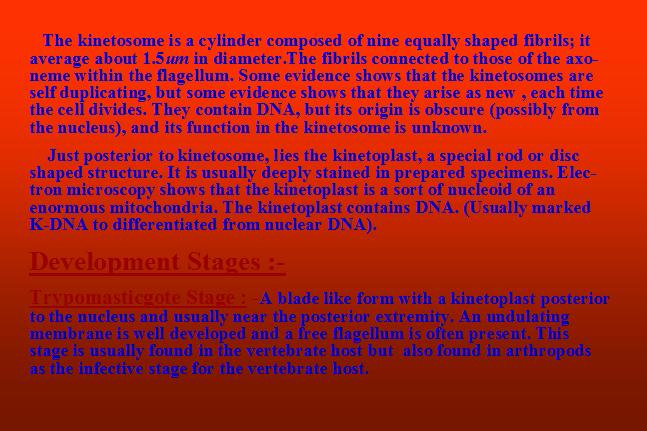 The kinetosome is a cylinder composed of nine equally shaped fibrils; it
average about 1.5um in diameter.The fibrils connected to those of the axo-
neme within the flagellum. Some evidence shows that the kinetosomes are
self duplicating, but some evidence shows that they arise as new , each time
the cell divides. They contain DNA, but its origin is obscure (possibly from
the nucleus), and its function in the kinetosome is unknown.
Just posterior to kinetosome, lies the kinetoplast, a special rod or disc
shaped structure. It is usually deeply stained in prepared specimens. Elec-
tron microscopy shows that the kinetoplast is a sort of nucleoid of an
enormous mitochondria. The kinetoplast contains DNA. (Usually marked
K-DNA to differentiated from nuclear DNA).
Development Stages :-
Trypomasticgote Stage : -A blade like form with a kinetoplast posterior
to the nucleus and usually near the posterior extremity. An undulating
membrane is well developed and a free flagellum is often present. This
stage is usually found in the vertebrate host but also found in arthropods
as the infective stage for the vertebrate host.